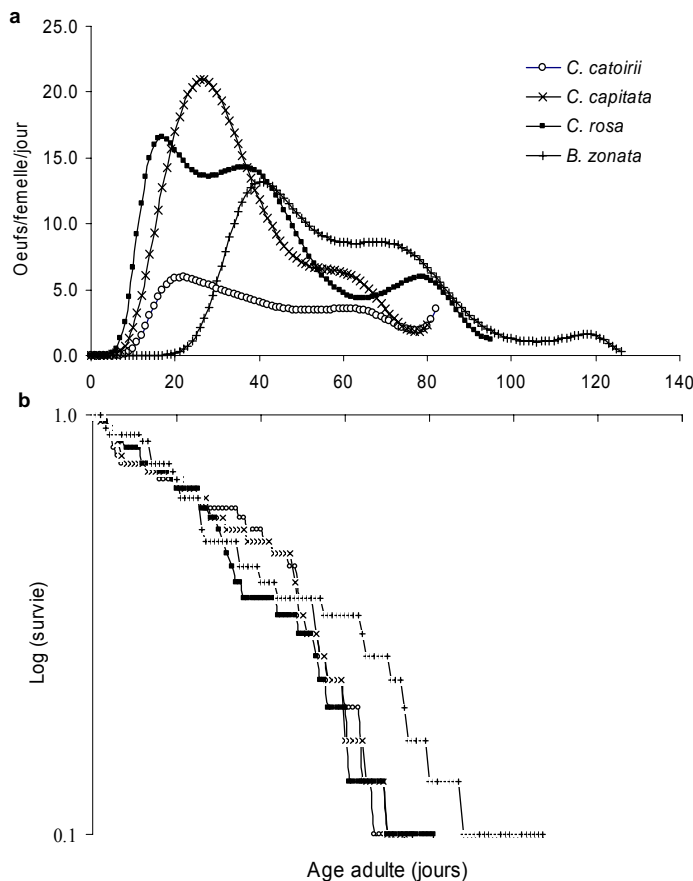 a
25.0
20.0
15.0
10.0
5.0
0.0
Oeufs/femelle/jour
C. catoirii
C. capitata
C. rosa
B. zonata
0 20 40 60 80 100 120 140
b
1.0
0.1
Log (survie)
Age adulte (jours)